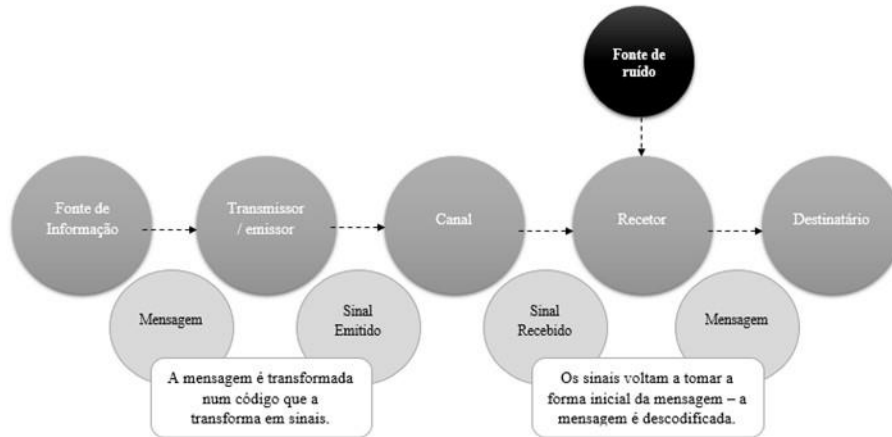 Fonte de
ruído
Fonte de
Informação
Transmissor
/ emissor
Canal
Recetor
Destinatário
Mensagem
Sinal
Emitido
Sinal
Recebido
Mensagem
A mensagem é transformada
num código que a
transforma em sinais.
Os sinais voltam a tomar a
forma inicial da mensagem – a
mensagem é descodificada.